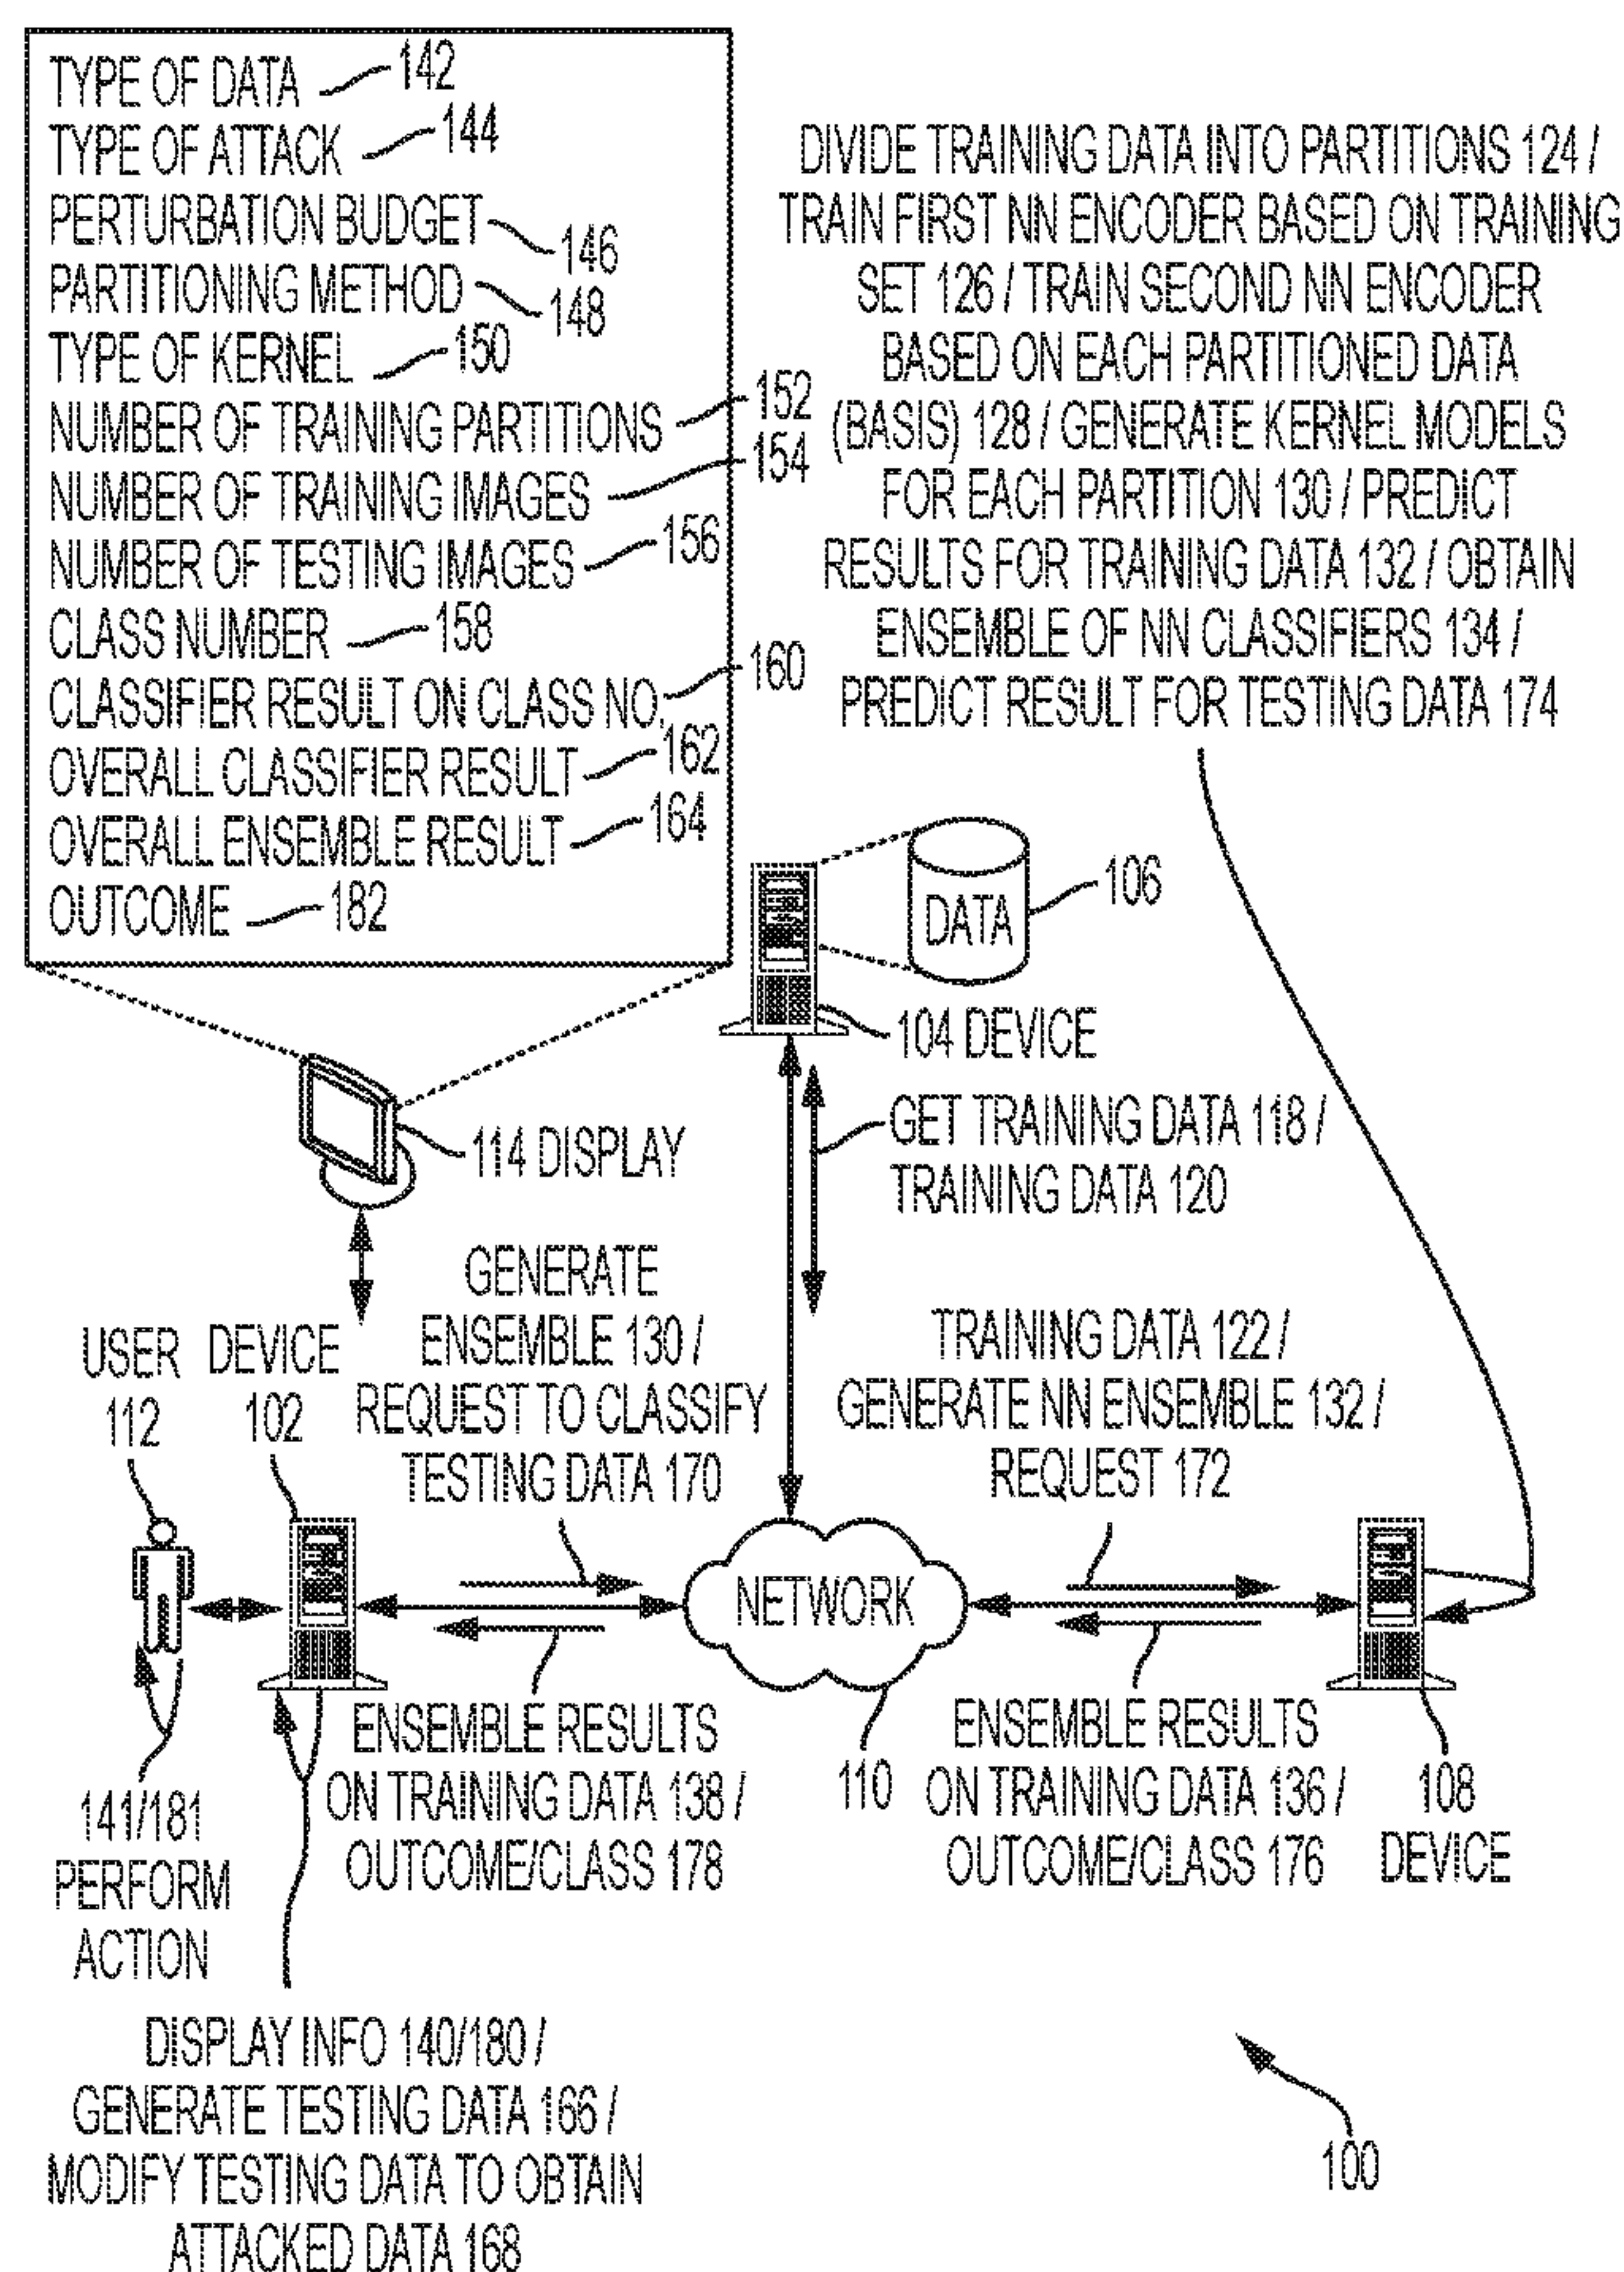 TYPE OF DATA 142
TYPE OF ATTACK 144
PERTURBATION BUDGET 146
PARTITIONING METHOD 148
TYPE OF KERNEL 150
NUMBER OF TRAINING PARTITIONS 152
NUMBER OF TRAINING IMAGES 154
NUMBER OF TESTING IMAGES 156
CLASS NUMBER 158
CLASSIFIER RESULT ON CLASS NO. 160
OVERALL CLASSIFIER RESULT 162
OVERALL ENSEMBLE RESULT 164
OUTCOME 182
DIVIDE TRAINING DATA INTO PARTITIONS 124 /
TRAIN FIRST NN ENCODER BASED ON TRAINING
SET 126 / TRAIN SECOND NN ENCODER
BASED ON EACH PARTITIONED DATA
(BASIS) 128 / GENERATE KERNEL MODELS
FOR EACH PARTITION 130 / PREDICT
RESULTS FOR TRAINING DATA 132 / OBTAIN
ENSEMBLE OF NN CLASSIFIERS 134 /
PREDICT RESULT FOR TESTING DATA 174
DATA
106
104 DEVICE
114 DISPLAY
GET TRAINING DATA 118 /
TRAINING DATA 120
USER
112
DEVICE
102
GENERATE
ENSEMBLE 130 /
REQUEST TO CLASSIFY
TESTING DATA 170
TRAINING DATA 122 /
GENERATE NN ENSEMBLE 132 /
REQUEST 172
NETWORK
110
141/181
PERFORM
ACTION
ENSEMBLE RESULTS
ON TRAINING DATA 138 /
OUTCOME/CLASS 178
ENSEMBLE RESULTS
ON TRAINING DATA 136 /
OUTCOME/CLASS 176
108
DEVICE
DISPLAY INFO 140/180 /
GENERATE TESTING DATA 166 /
MODIFY TESTING DATA TO OBTAIN
ATTACKED DATA 168
100